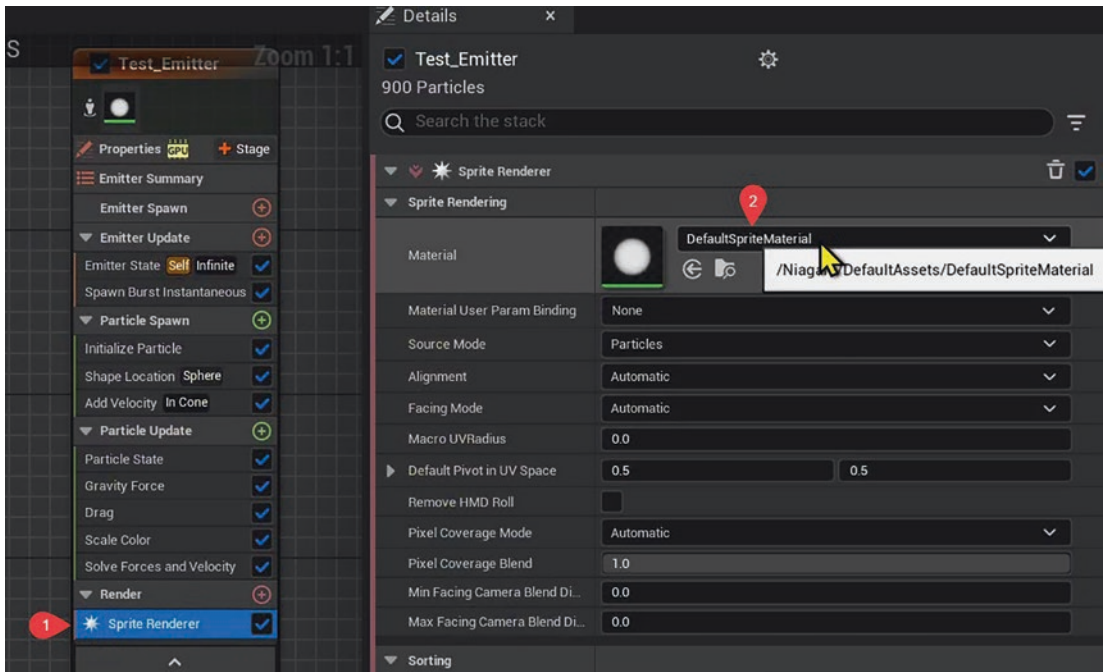 S
Test_Emitter
Zoom 1:1
Properties GPU + Stage
Emitter Summary
Emitter Spawn
Emitter Update
Emitter State Self Infinite
Spawn Burst Instantaneous
Particle Spawn
Initialize Particle
Shape Location Sphere
Add Velocity In Cone
Particle Update
Particle State
Gravity Force
Drag
Scale Color
Solve Forces and Velocity
Render
1
Sprite Renderer
Details ×
Test_Emitter
900 Particles
Search the stack
Sprite Renderer
Sprite Rendering
2
Material DefaultSpriteMaterial
DefaultAssets/DefaultSpriteMaterial
Material User Param Binding None
Source Mode Particles
Alignment Automatic
Facing Mode Automatic
Macro UVRadius 0.0
Default Pivot in UV Space 0.5 0.5
Remove HMD Roll
Pixel Coverage Mode Automatic
Pixel Coverage Blend 1.0
Min Facing Camera Blend Di... 0.0
Max Facing Camera Blend Di... 0.0
Sorting